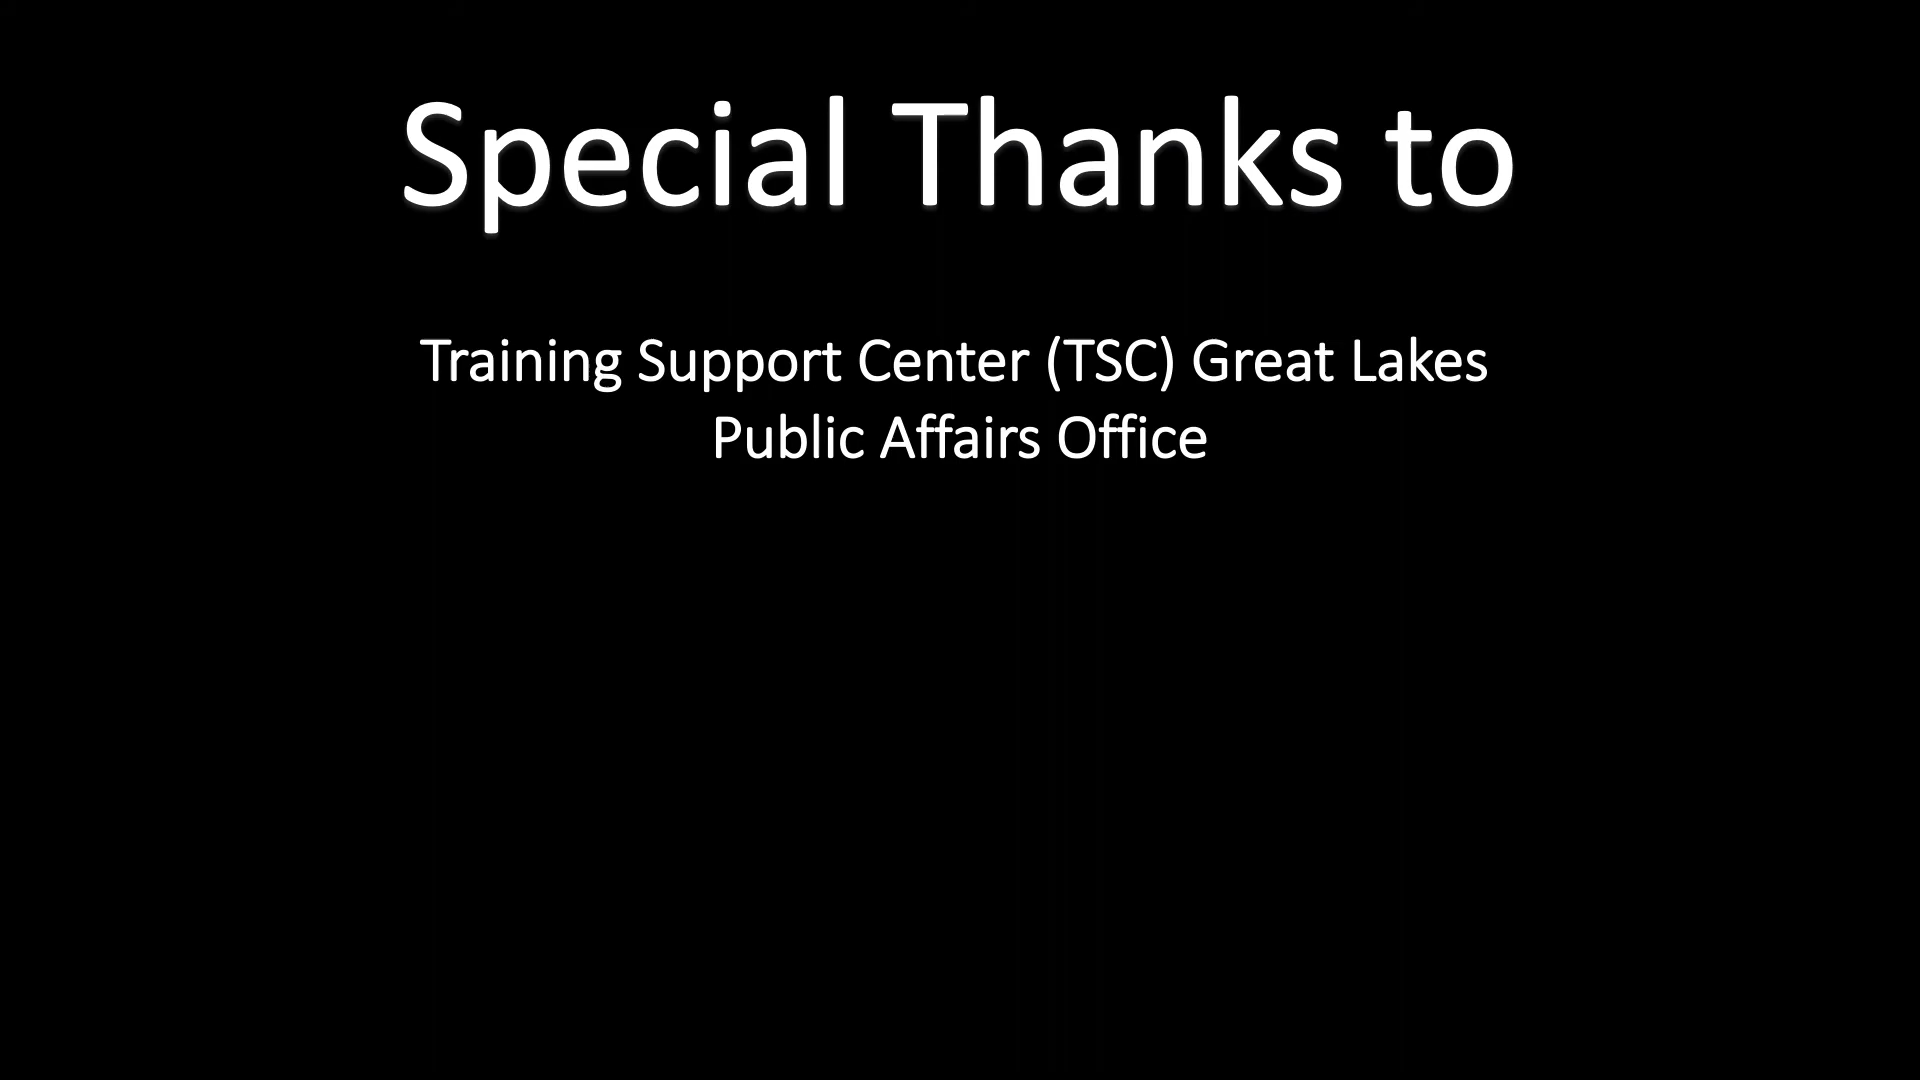 Special Thanks to
Training Support Center (TSC) Great Lakes
Public Affairs Office